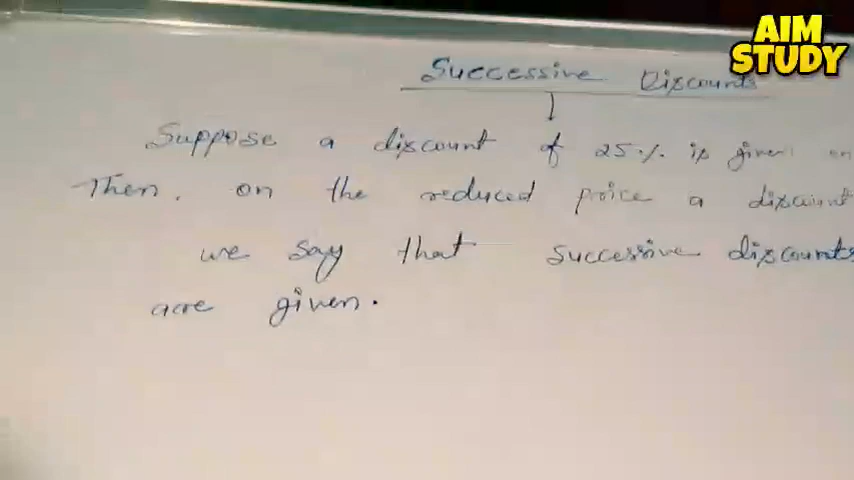 AIM
STUDY
Successive Discounts
Suppose a discount of 25% is given on
Then, on the reduced price a discount
we say that successive discounts
are given.